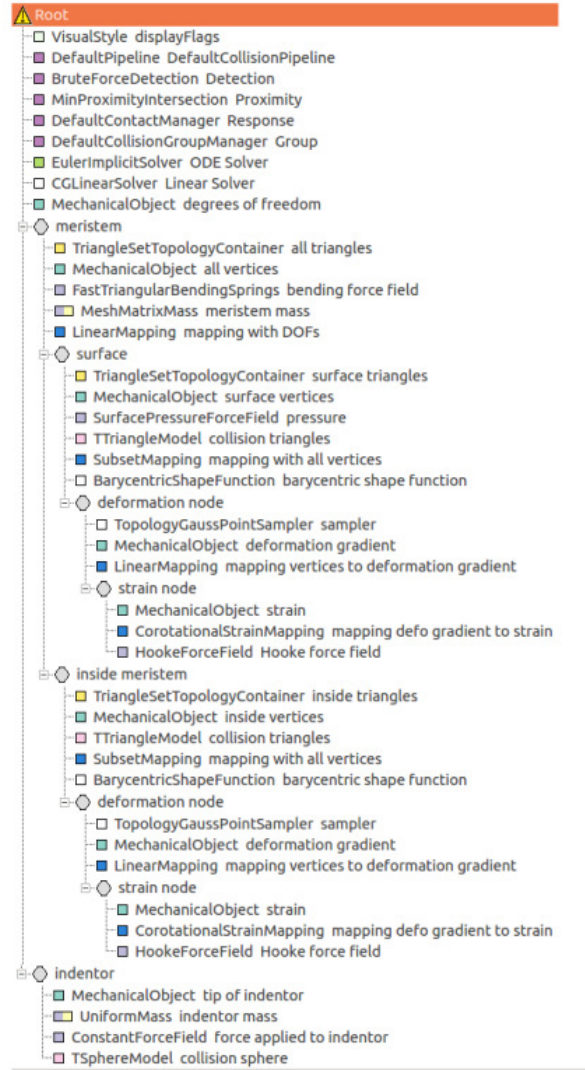 Root
VisualStyle displayFlags
DefaultPipeline DefaultCollisionPipeline
BruteForceDetection Detection
MinProximityIntersection Proximity
DefaultContactManager Response
DefaultCollisionGroupManager Group
EulerImplicitSolver ODE Solver
CGLinearSolver Linear Solver
MechanicalObject degrees of freedom
meristem
TriangleSetTopologyContainer all triangles
MechanicalObject all vertices
FastTriangularBendingSprings bending force field
MeshMatrixMass meristem mass
LinearMapping mapping with DOFs
surface
TriangleSetTopologyContainer surface triangles
MechanicalObject surface vertices
SurfacePressureForceField pressure
TTriangleModel collision triangles
SubsetMapping mapping with all vertices
BarycentricShapeFunction barycentric shape function
deformation node
TopologyGaussPointSampler sampler
MechanicalObject deformation gradient
LinearMapping mapping vertices to deformation gradient
strain node
MechanicalObject strain
CorotationalStrainMapping mapping defo gradient to strain
HookeForceField Hooke force field
inside meristem
TriangleSetTopologyContainer inside triangles
MechanicalObject inside vertices
TTriangleModel collision triangles
SubsetMapping mapping with all vertices
BarycentricShapeFunction barycentric shape function
deformation node
TopologyGaussPointSampler sampler
MechanicalObject deformation gradient
LinearMapping mapping vertices to deformation gradient
strain node
MechanicalObject strain
CorotationalStrainMapping mapping defo gradient to strain
HookeForceField Hooke force field
indentor
MechanicalObject tip of indentor
UniformMass indentor mass
ConstantForceField force applied to indentor
TSphereModel collision sphere